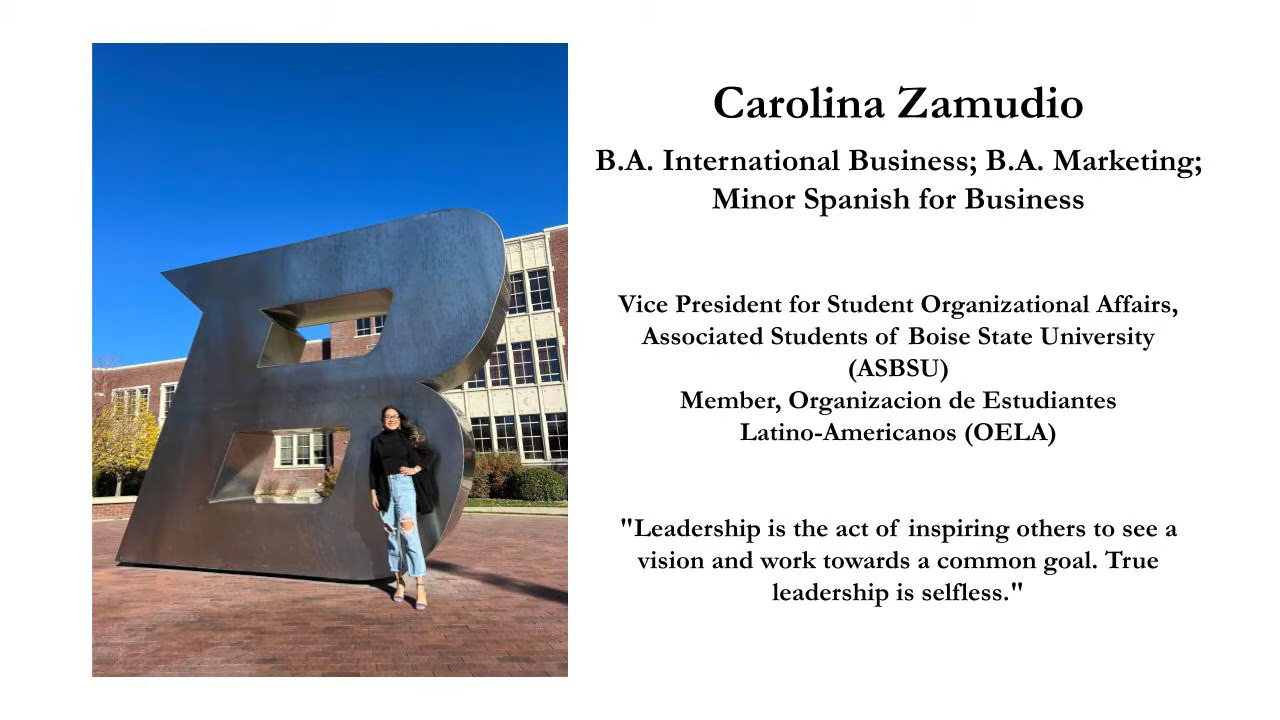 Carolina Zamudio
B.A. International Business; B.A. Marketing;
Minor Spanish for Business
Vice President for Student Organizational Affairs,
Associated Students of Boise State University
(ASBSU)
Member, Organizacion de Estudiantes
Latino-Americanos (OELA)
"Leadership is the act of inspiring others to see a
vision and work towards a common goal. True
leadership is selfless."